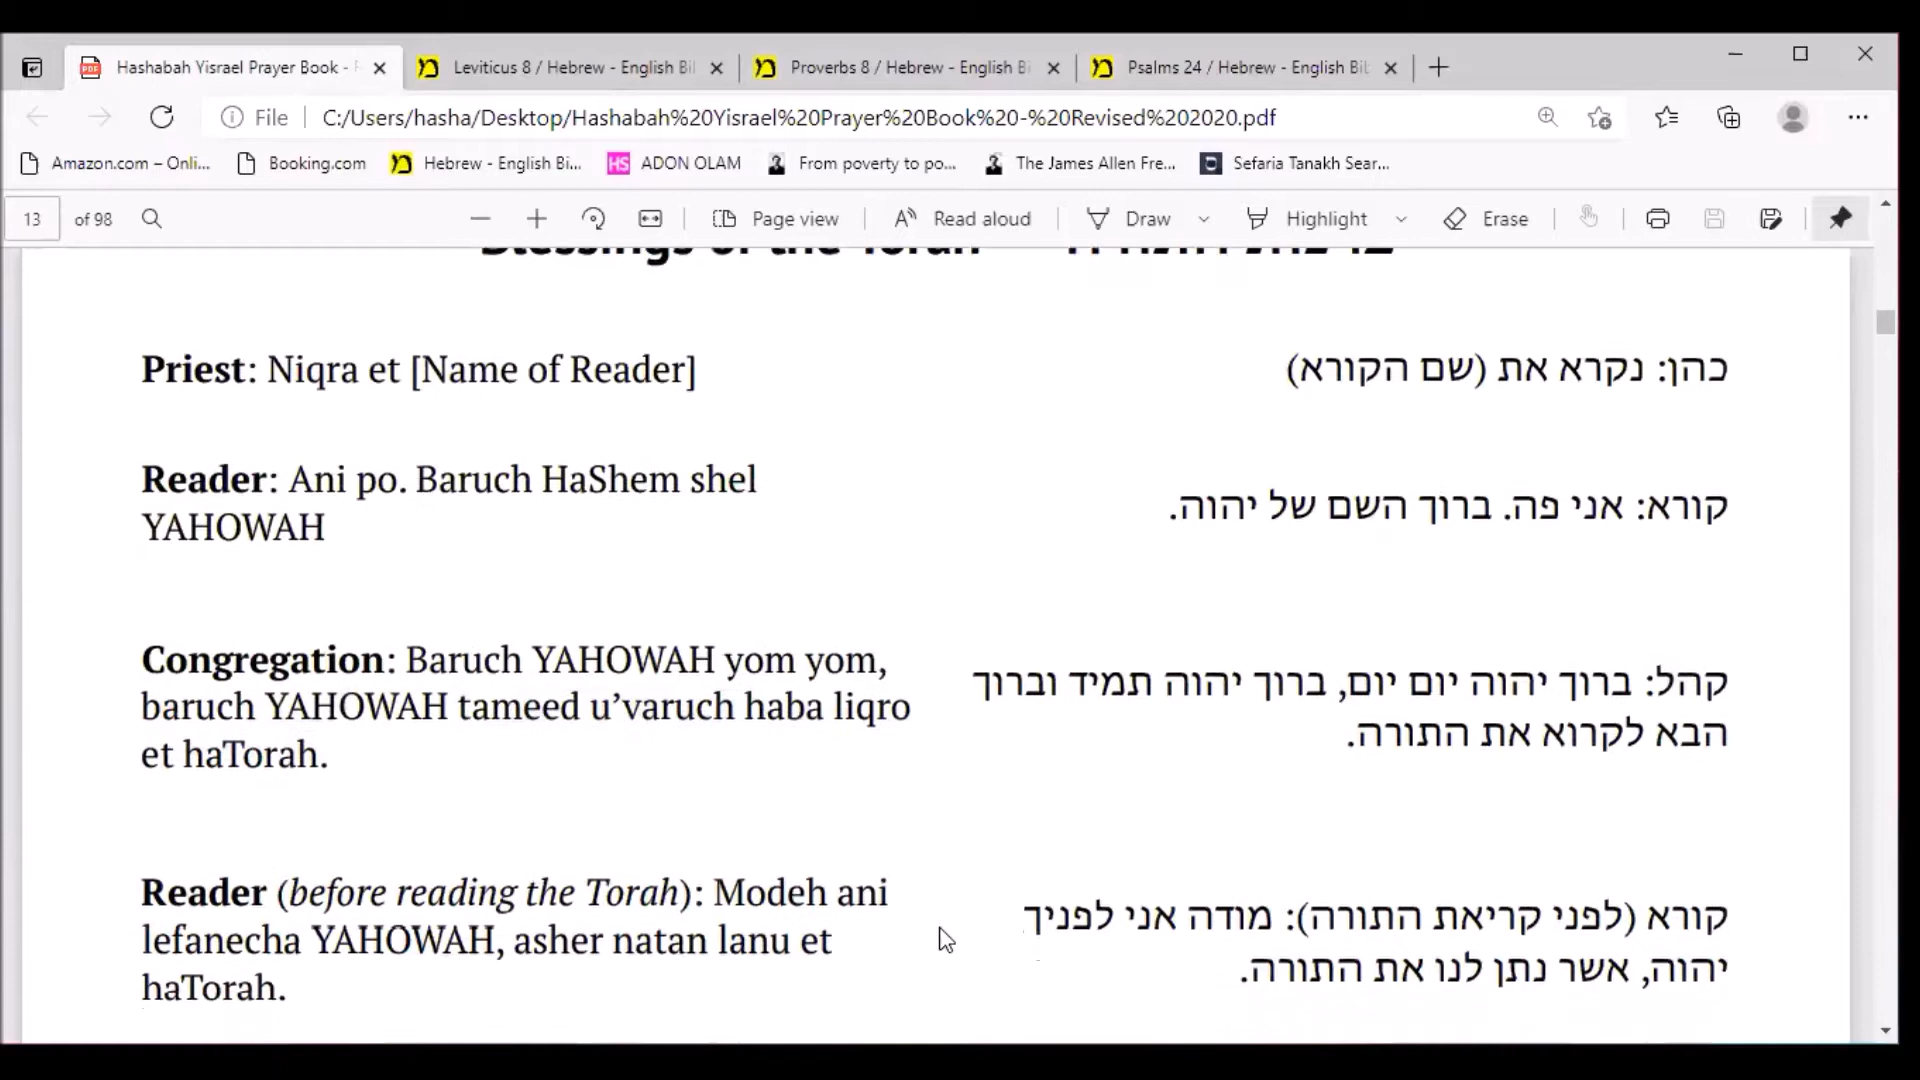 Hashabah Yisrael Prayer Book -
Leviticus 8 / Hebrew - English Bi
Proverbs 8 / Hebrew - English Bi
Psalms 24 / Hebrew - English Bib
File
C:/Users/hasha/Desktop/Hashabah%20Yisrael%20Prayer%20Book%20-%20Revised%202020.pdf
Amazon.com – Onli...
Booking.com
Hebrew - English Bi...
HS ADON OLAM
From poverty to po...
The James Allen Fre...
Sefaria Tanakh Sear...
13 of 98
Page view
Read aloud
Draw
Highlight
Erase
Blessings of the Torah
Priest: Niqra et [Name of Reader]
כהן: נקרא את (שם הקורא)
Reader: Ani po. Baruch HaShem shel
YAHOWAH
קורא: אני פה. ברוך השם של יהוה.
Congregation: Baruch YAHOWAH yom yom,
baruch YAHOWAH tameed u’varuch haba liqro
et haTorah.
קהל: ברוך יהוה יום יום, ברוך יהוה תמיד וברוך
הבא לקרוא את התורה.
Reader (before reading the Torah): Modeh ani
lefanecha YAHOWAH, asher natan lanu et
haTorah.
קורא (לפני קריאת התורה): מודה אני לפניך
יהוה, אשר נתן לנו את התורה.